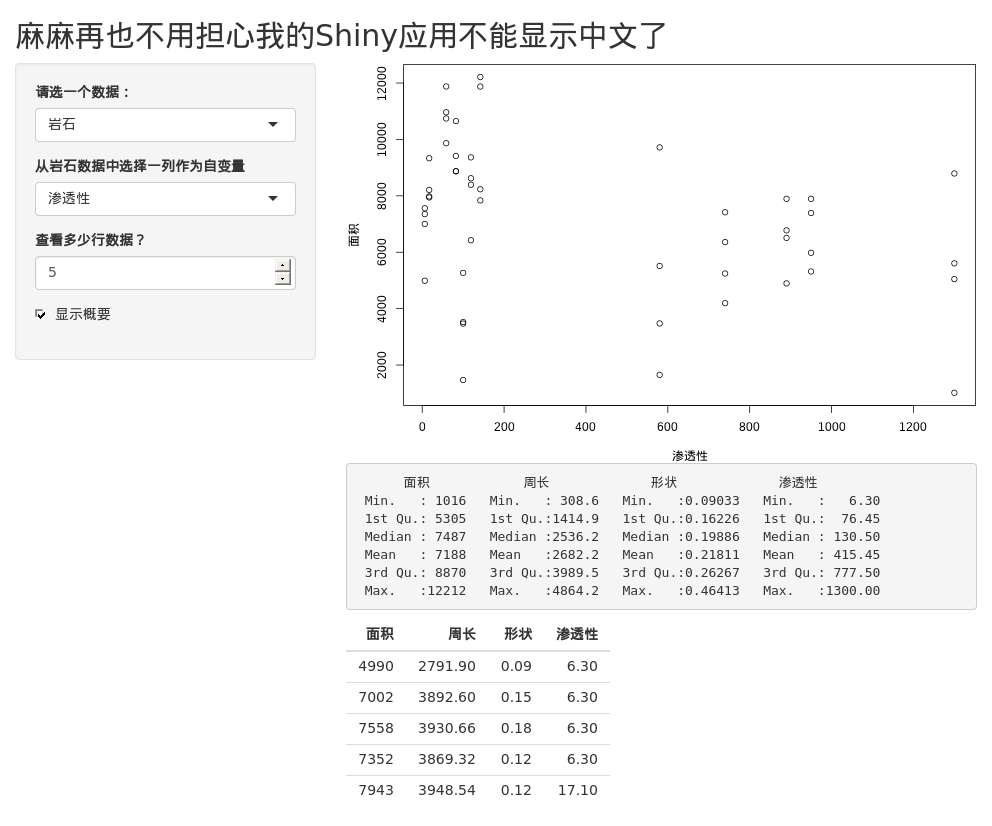 麻麻再也不用担心我的Shiny应用不能显示中文了
请选一个数据：
岩石
从岩石数据中选择一列作为自变量
渗透性
查看多少行数据？
5
显示概要
面积
12000
10000
8000
6000
4000
2000
0 200 400 600 800 1000 1200
渗透性
面积 周长 形状 渗透性
Min. : 1016 Min. : 308.6 Min. :0.09033 Min. : 6.30
1st Qu.: 5305 1st Qu.:1414.9 1st Qu.:0.16226 1st Qu.: 76.45
Median : 7487 Median :2536.2 Median :0.19886 Median : 130.50
Mean : 7188 Mean :2682.2 Mean :0.21811 Mean : 415.45
3rd Qu.: 8870 3rd Qu.:3989.5 3rd Qu.:0.26267 3rd Qu.: 777.50
Max. :12212 Max. :4864.2 Max. :0.46413 Max. :1300.00
面积 周长 形状 渗透性
4990 2791.90 0.09 6.30
7002 3892.60 0.15 6.30
7558 3930.66 0.18 6.30
7352 3869.32 0.12 6.30
7943 3948.54 0.12 17.10